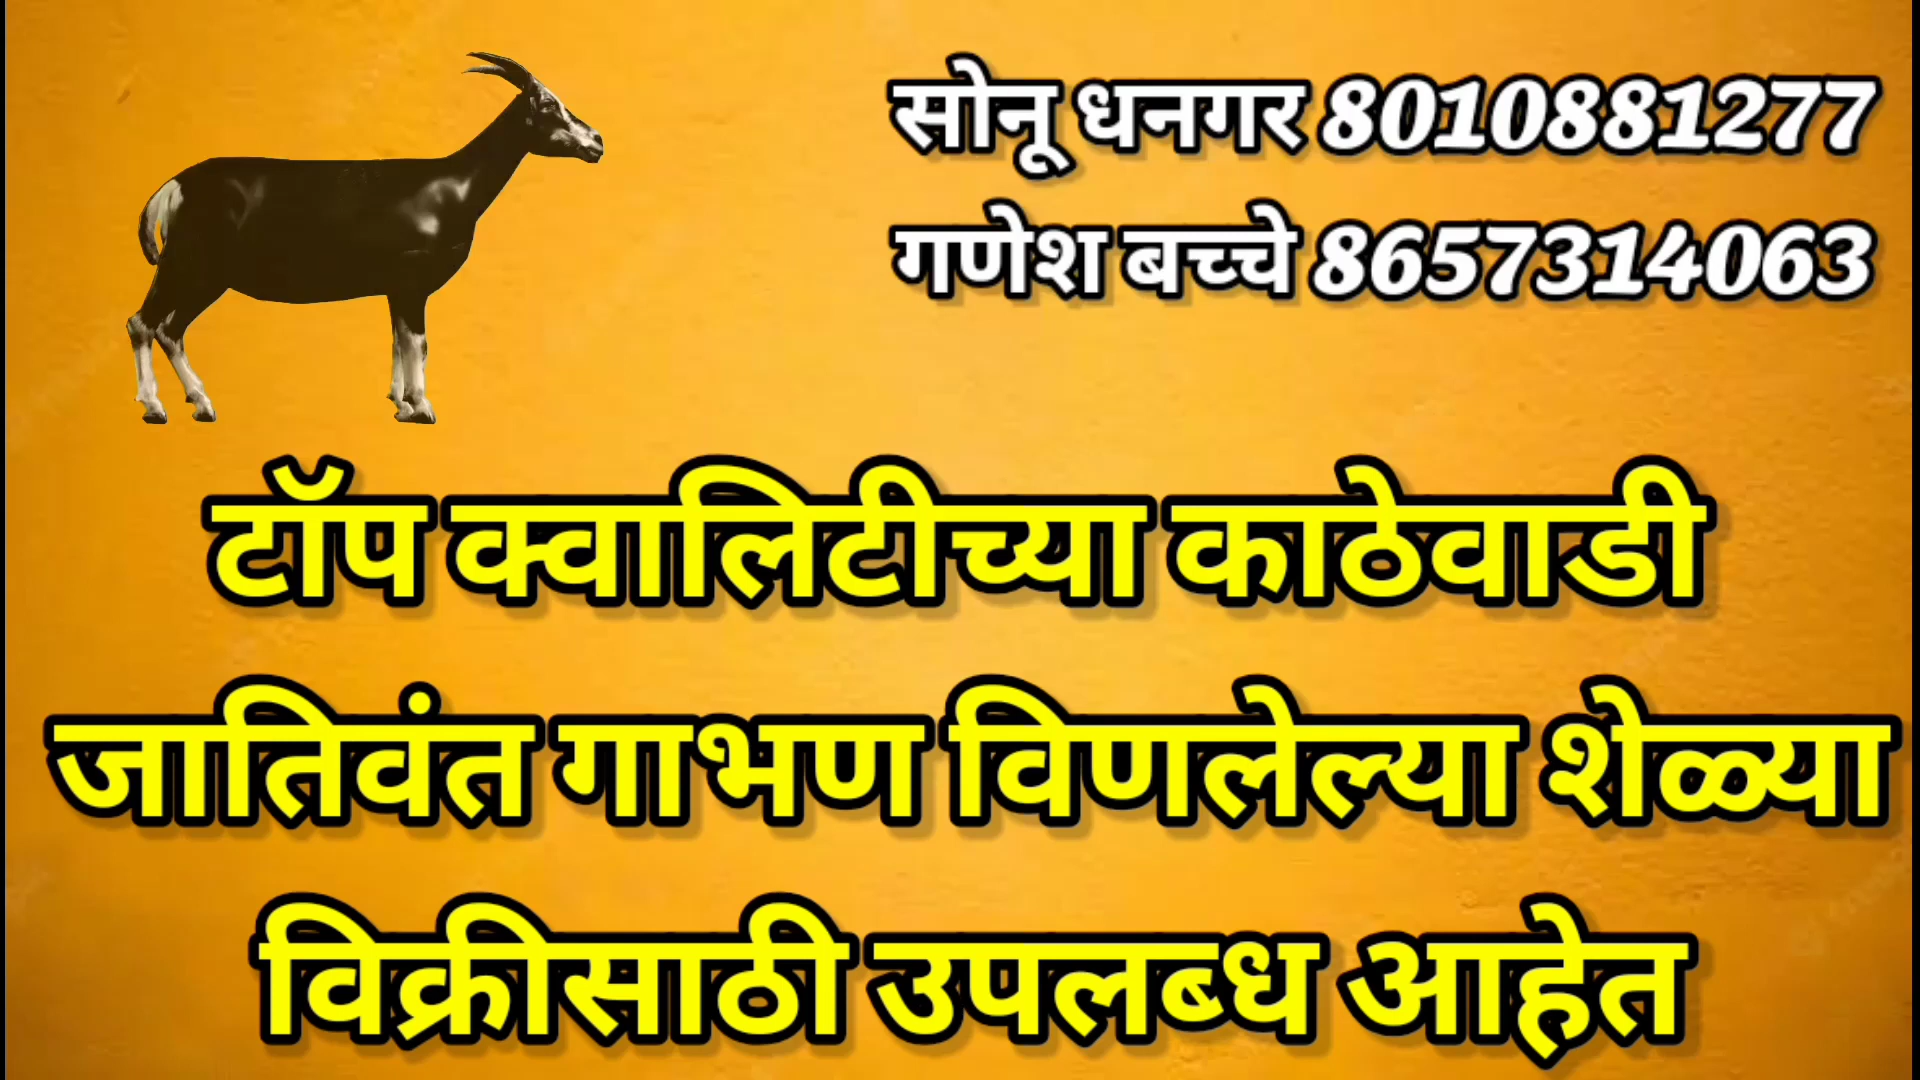 सोनू धनगर 8010881277
गणेश बच्चे 8657314063
टॉप क्वालिटीच्या काठेवाडी
जातिवंत गाभण विणलेल्या शेळ्या
विक्रीसाठी उपलब्ध आहेत